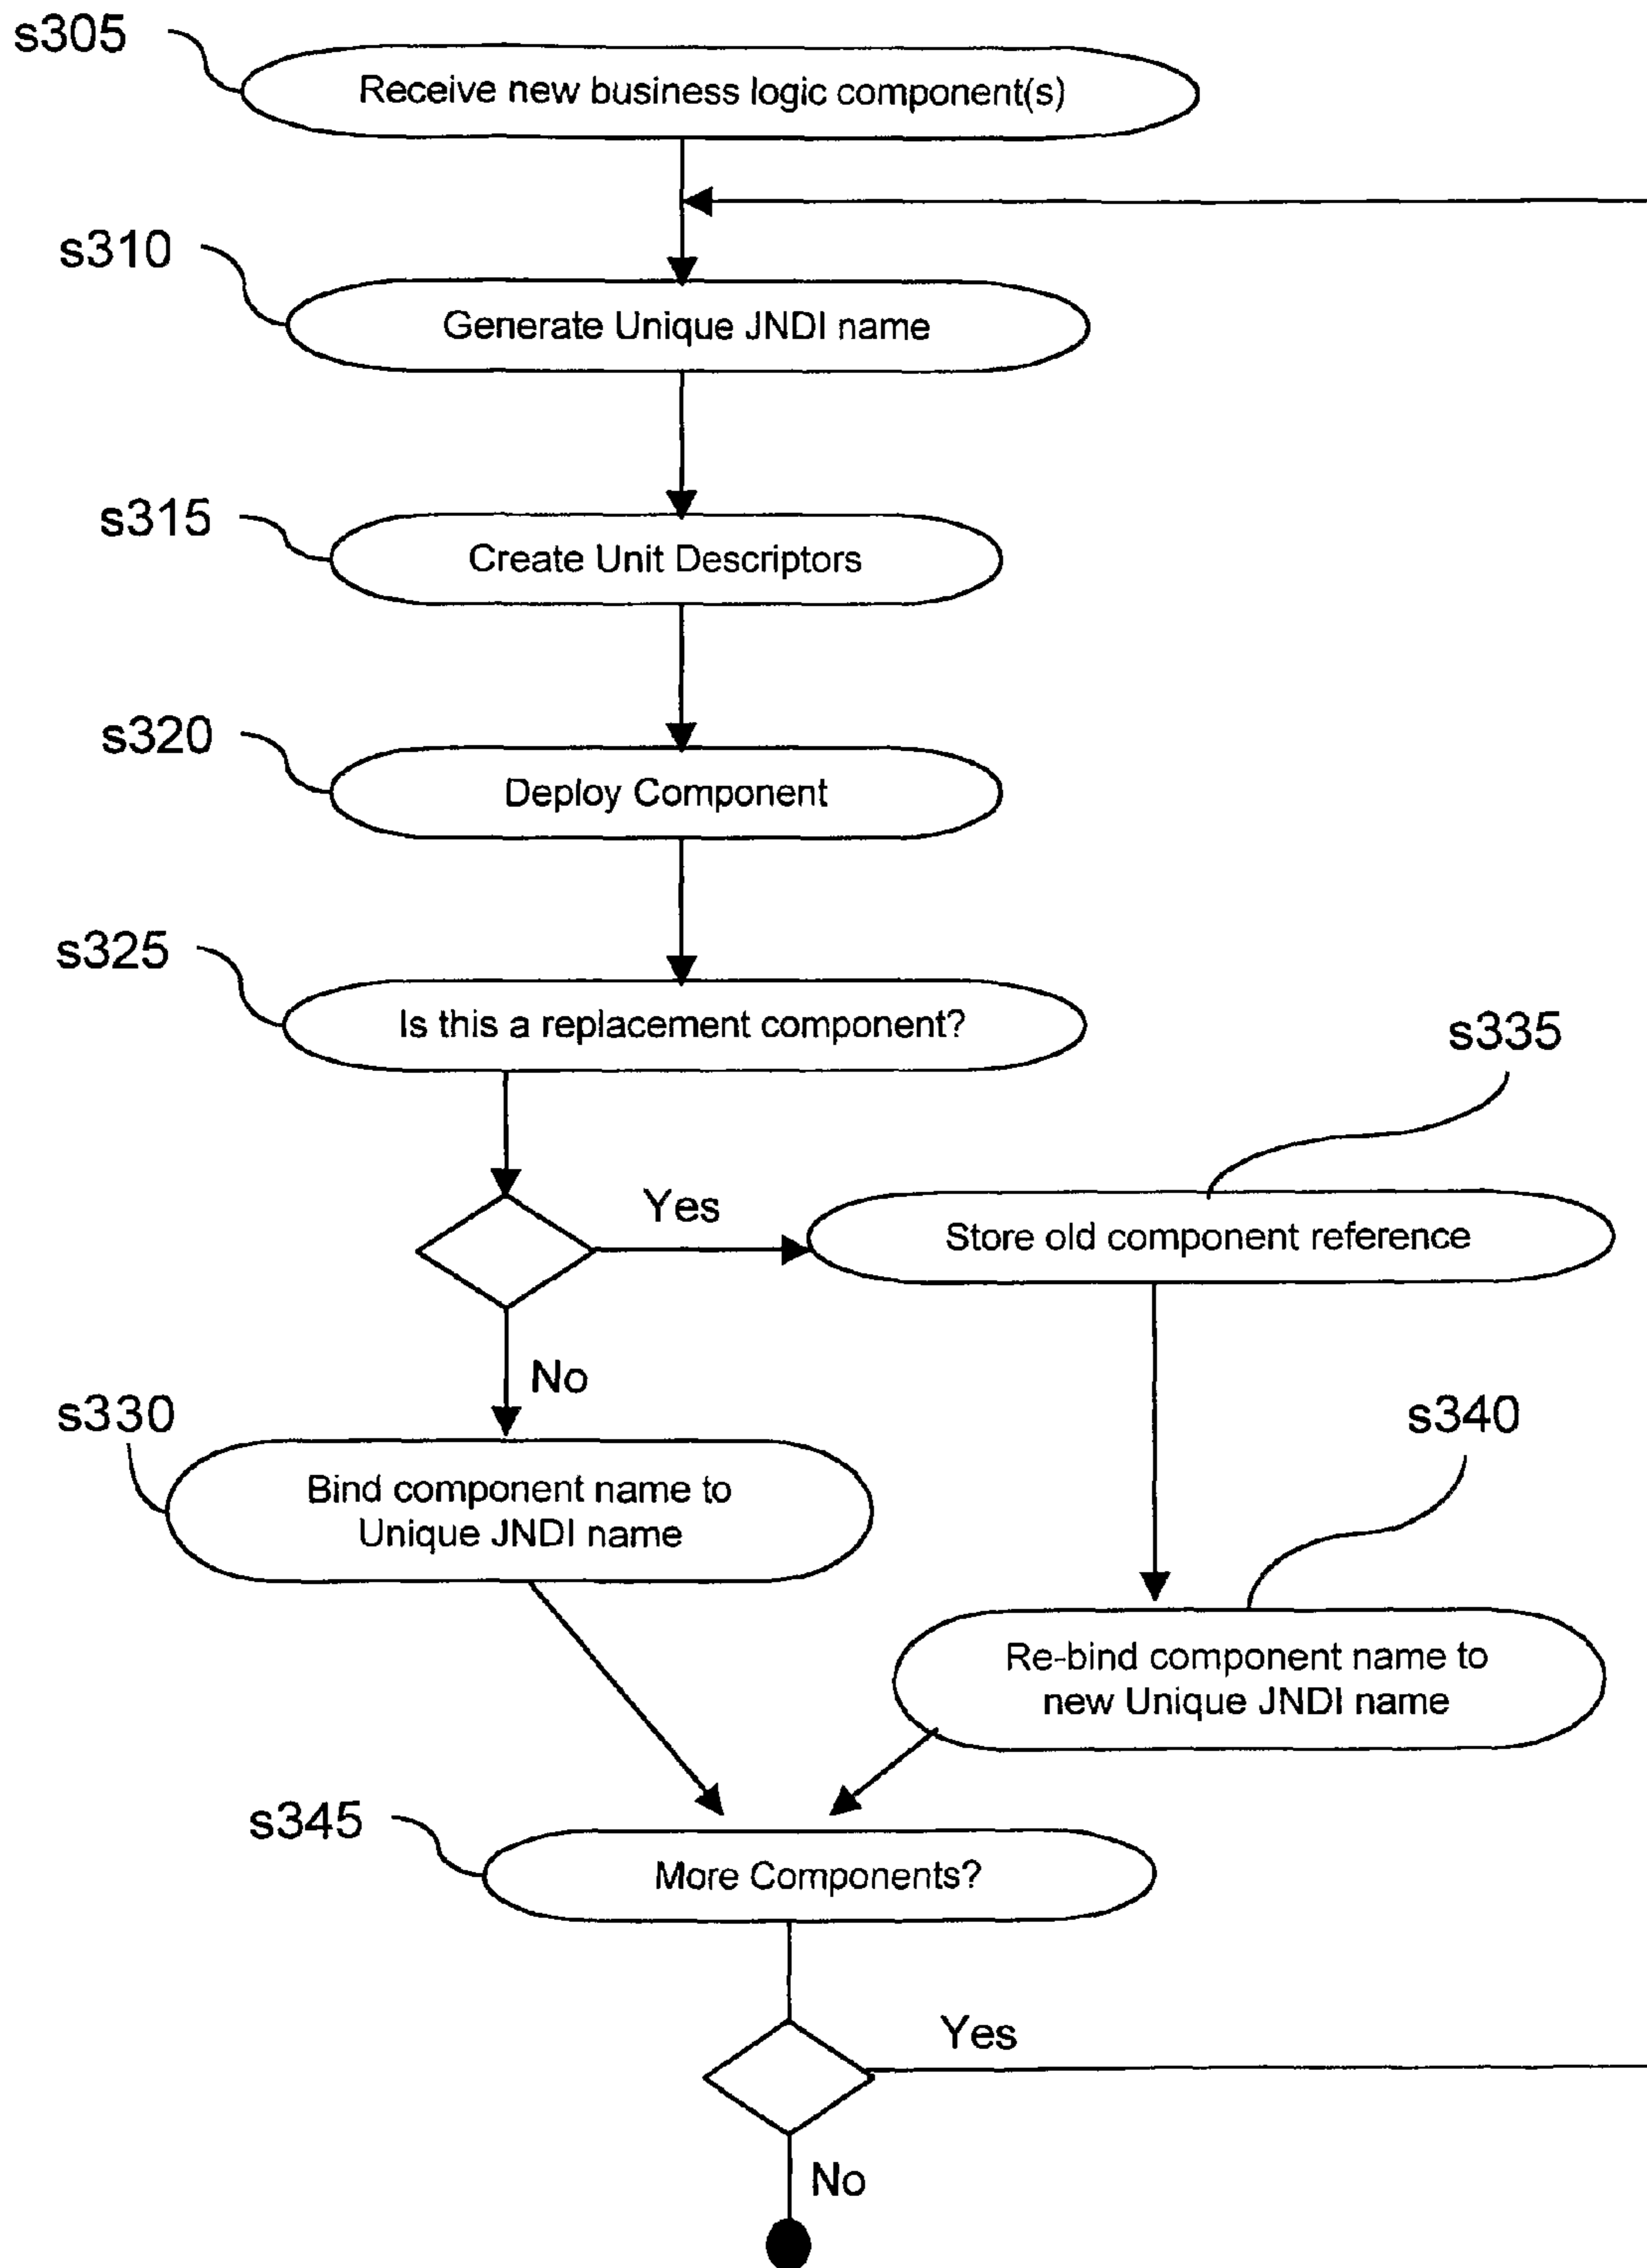 s305
Receive new business logic component(s)
s310
Generate Unique JNDI name
s315
Create Unit Descriptors
s320
Deploy Component
s325
Is this a replacement component?
s335
Yes
Store old component reference
No
s330
Bind component name to
Unique JNDI name
s340
Re-bind component name to
new Unique JNDI name
s345
More Components?
Yes
No